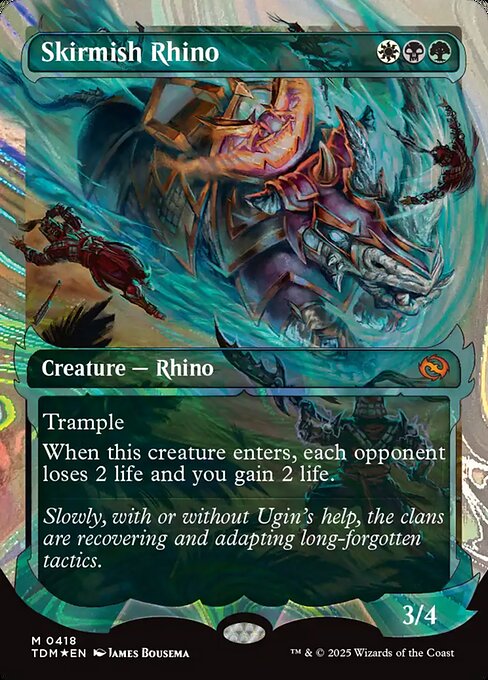 Skirmish Rhino
Creature — Rhino
Trample
When this creature enters, each opponent
loses 2 life and you gain 2 life.
Slowly, with or without Ugin's help, the clans
are recovering and adapting long-forgotten
tactics.
3/4
M 0418
TDM★EN James Bousema
™ & © 2025 Wizards of the Coast